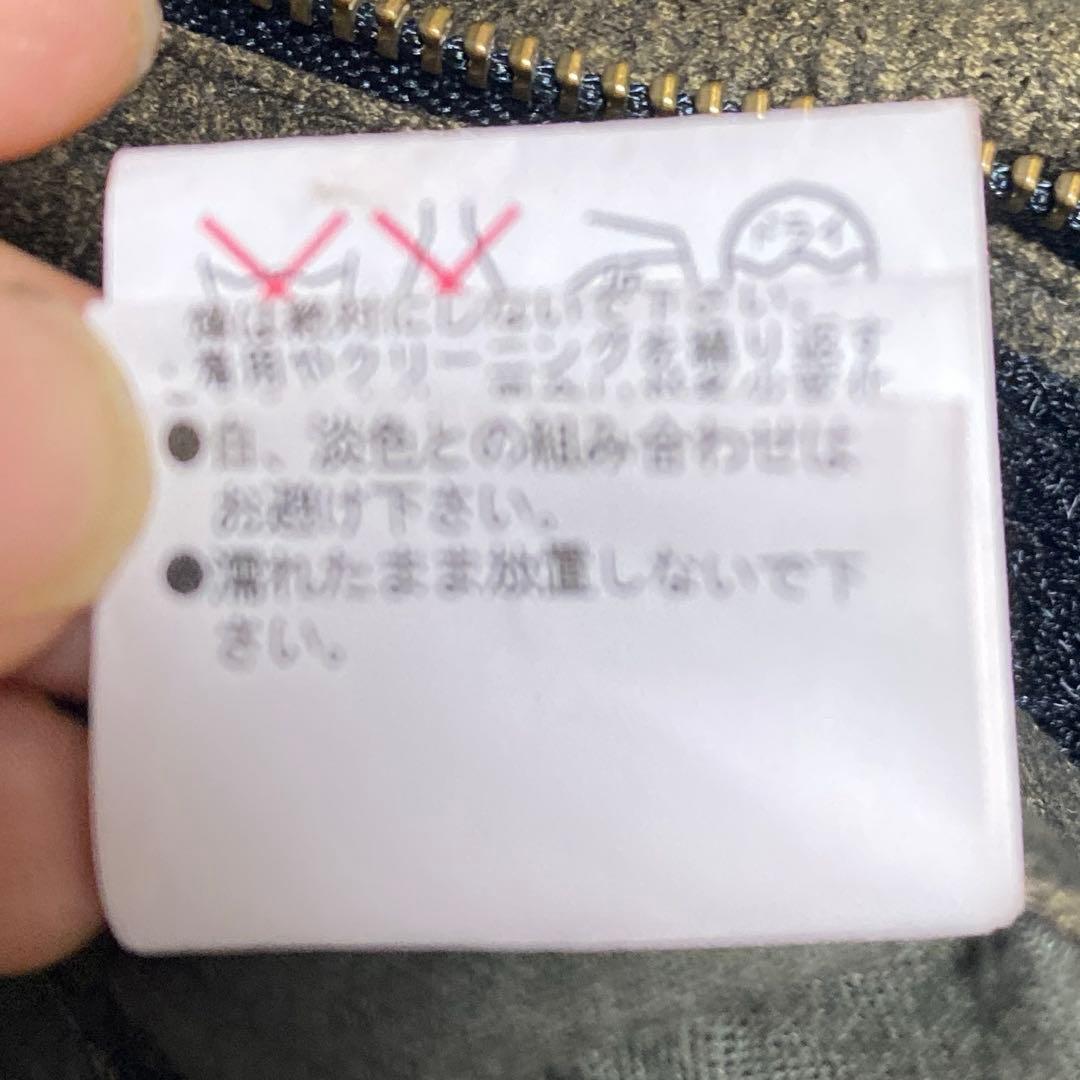 ドライ
は絶対にしないで下さい。
・着用やクリーニングを繰り返す
●白、淡色との組み合わせは
お避け下さい。
●濡れたまま放置しないで下
さい。